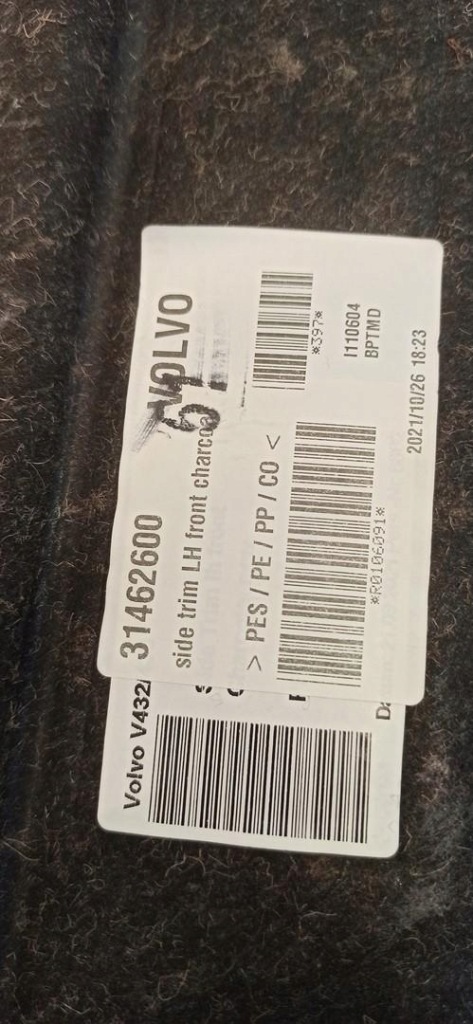 31462600 VOLVO
side trim LH front charcoa 51
> PES / PE / PP / CO <
*397*
*R0106091*
I110604
BPTMD
2021/10/26 18:23
Volvo V432/